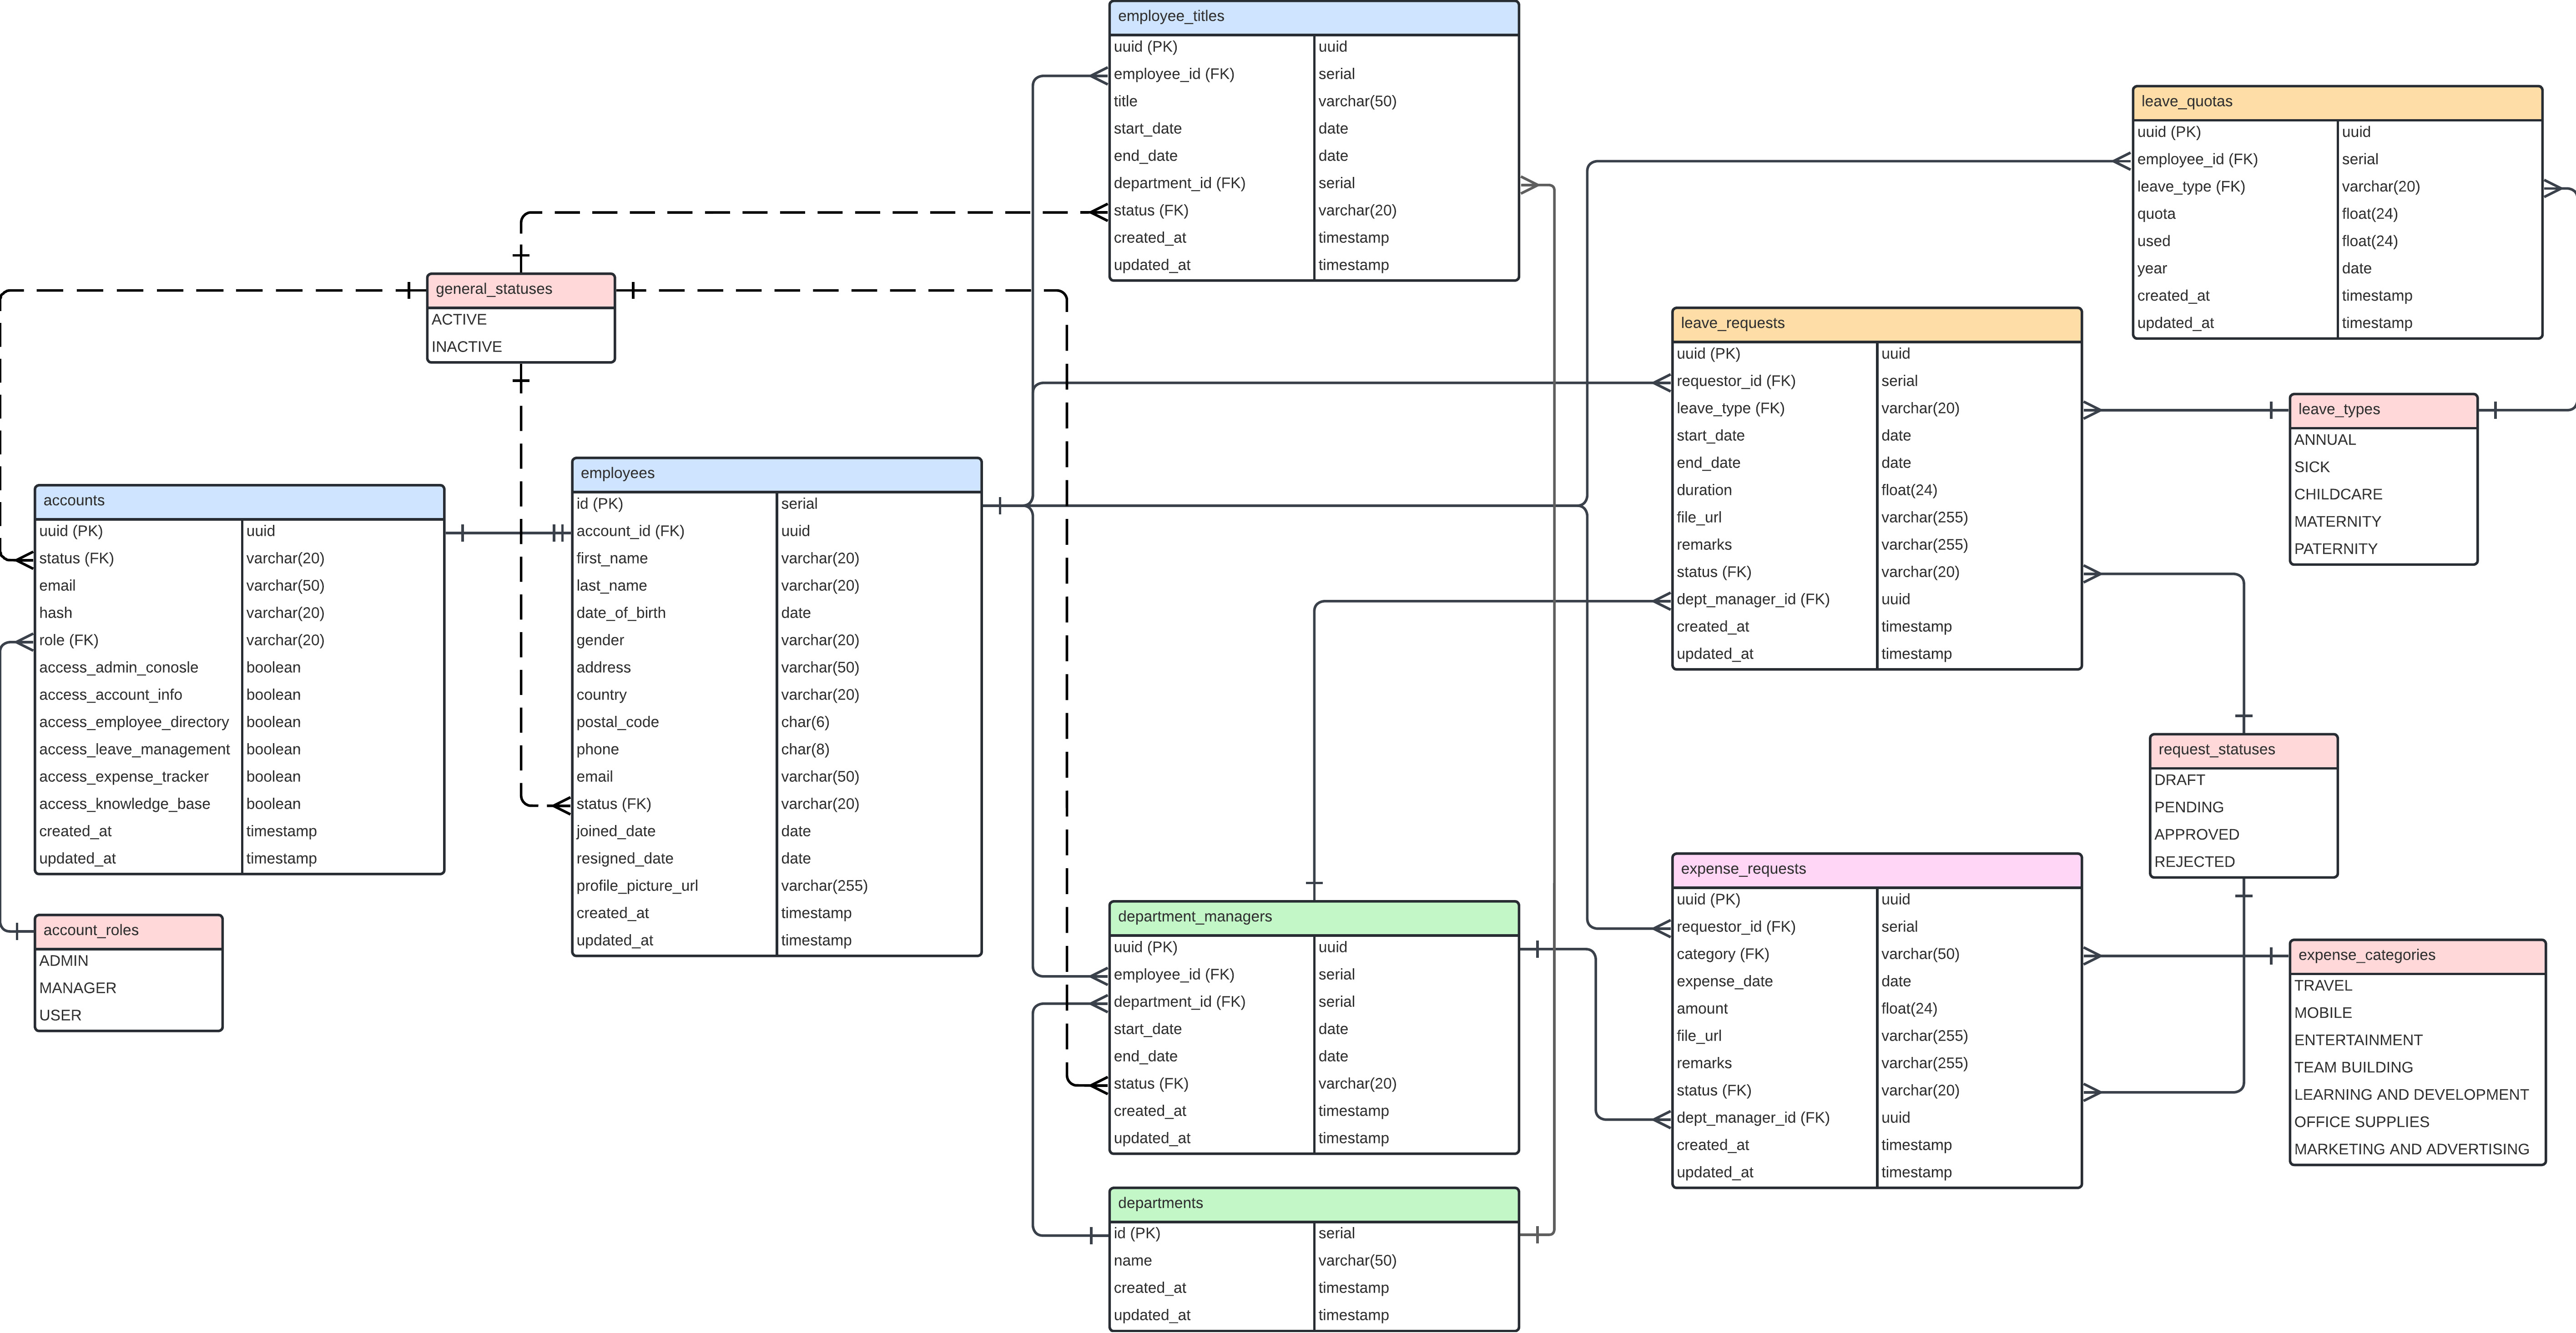 employee_titles
uuid (PK) uuid
employee_id (FK) serial
title varchar(50)
start_date date
end_date date
department_id (FK) serial
status (FK) varchar(20)
created_at timestamp
updated_at timestamp
leave_quotas
uuid (PK) uuid
employee_id (FK) serial
leave_type (FK) varchar(20)
quota float(24)
used float(24)
year date
created_at timestamp
updated_at timestamp
general_statuses
ACTIVE
INACTIVE
leave_requests
uuid (PK) uuid
requestor_id (FK) serial
leave_type (FK) varchar(20)
start_date date
end_date date
duration float(24)
file_url varchar(255)
remarks varchar(255)
status (FK) varchar(20)
dept_manager_id (FK) uuid
created_at timestamp
updated_at timestamp
leave_types
ANNUAL
SICK
CHILDCARE
MATERNITY
PATERNITY
accounts
uuid (PK) uuid
status (FK) varchar(20)
email varchar(50)
hash varchar(20)
role (FK) varchar(20)
access_admin_conosle boolean
access_account_info boolean
access_employee_directory boolean
access_leave_management boolean
access_expense_tracker boolean
access_knowledge_base boolean
created_at timestamp
updated_at timestamp
employees
id (PK) serial
account_id (FK) uuid
first_name varchar(20)
last_name varchar(20)
date_of_birth date
gender varchar(20)
address varchar(50)
country varchar(20)
postal_code char(6)
phone char(8)
email varchar(50)
status (FK) varchar(20)
joined_date date
resigned_date date
profile_picture_url varchar(255)
created_at timestamp
updated_at timestamp
request_statuses
DRAFT
PENDING
APPROVED
REJECTED
account_roles
ADMIN
MANAGER
USER
department_managers
uuid (PK) uuid
employee_id (FK) serial
department_id (FK) serial
start_date date
end_date date
status (FK) varchar(20)
created_at timestamp
updated_at timestamp
expense_requests
uuid (PK) uuid
requestor_id (FK) serial
category (FK) varchar(50)
expense_date date
amount float(24)
file_url varchar(255)
remarks varchar(255)
status (FK) varchar(20)
dept_manager_id (FK) uuid
created_at timestamp
updated_at timestamp
expense_categories
TRAVEL
MOBILE
ENTERTAINMENT
TEAM BUILDING
LEARNING AND DEVELOPMENT
OFFICE SUPPLIES
MARKETING AND ADVERTISING
departments
id (PK) serial
name varchar(50)
created_at timestamp
updated_at timestamp